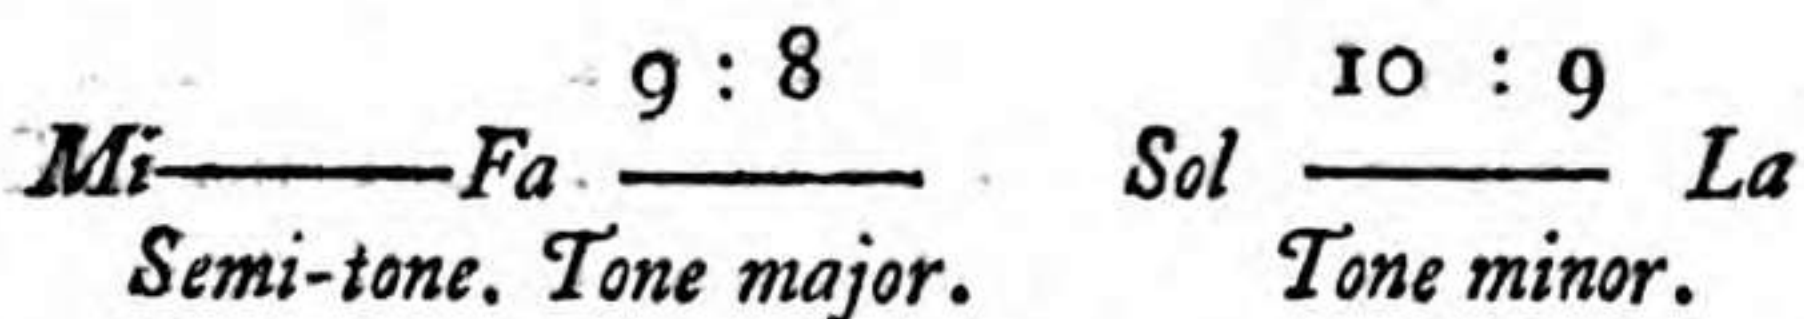 9 : 8 10 : 9
Mi——Fa —— Sol —— La
Semi-tone. Tone major. Tone minor.